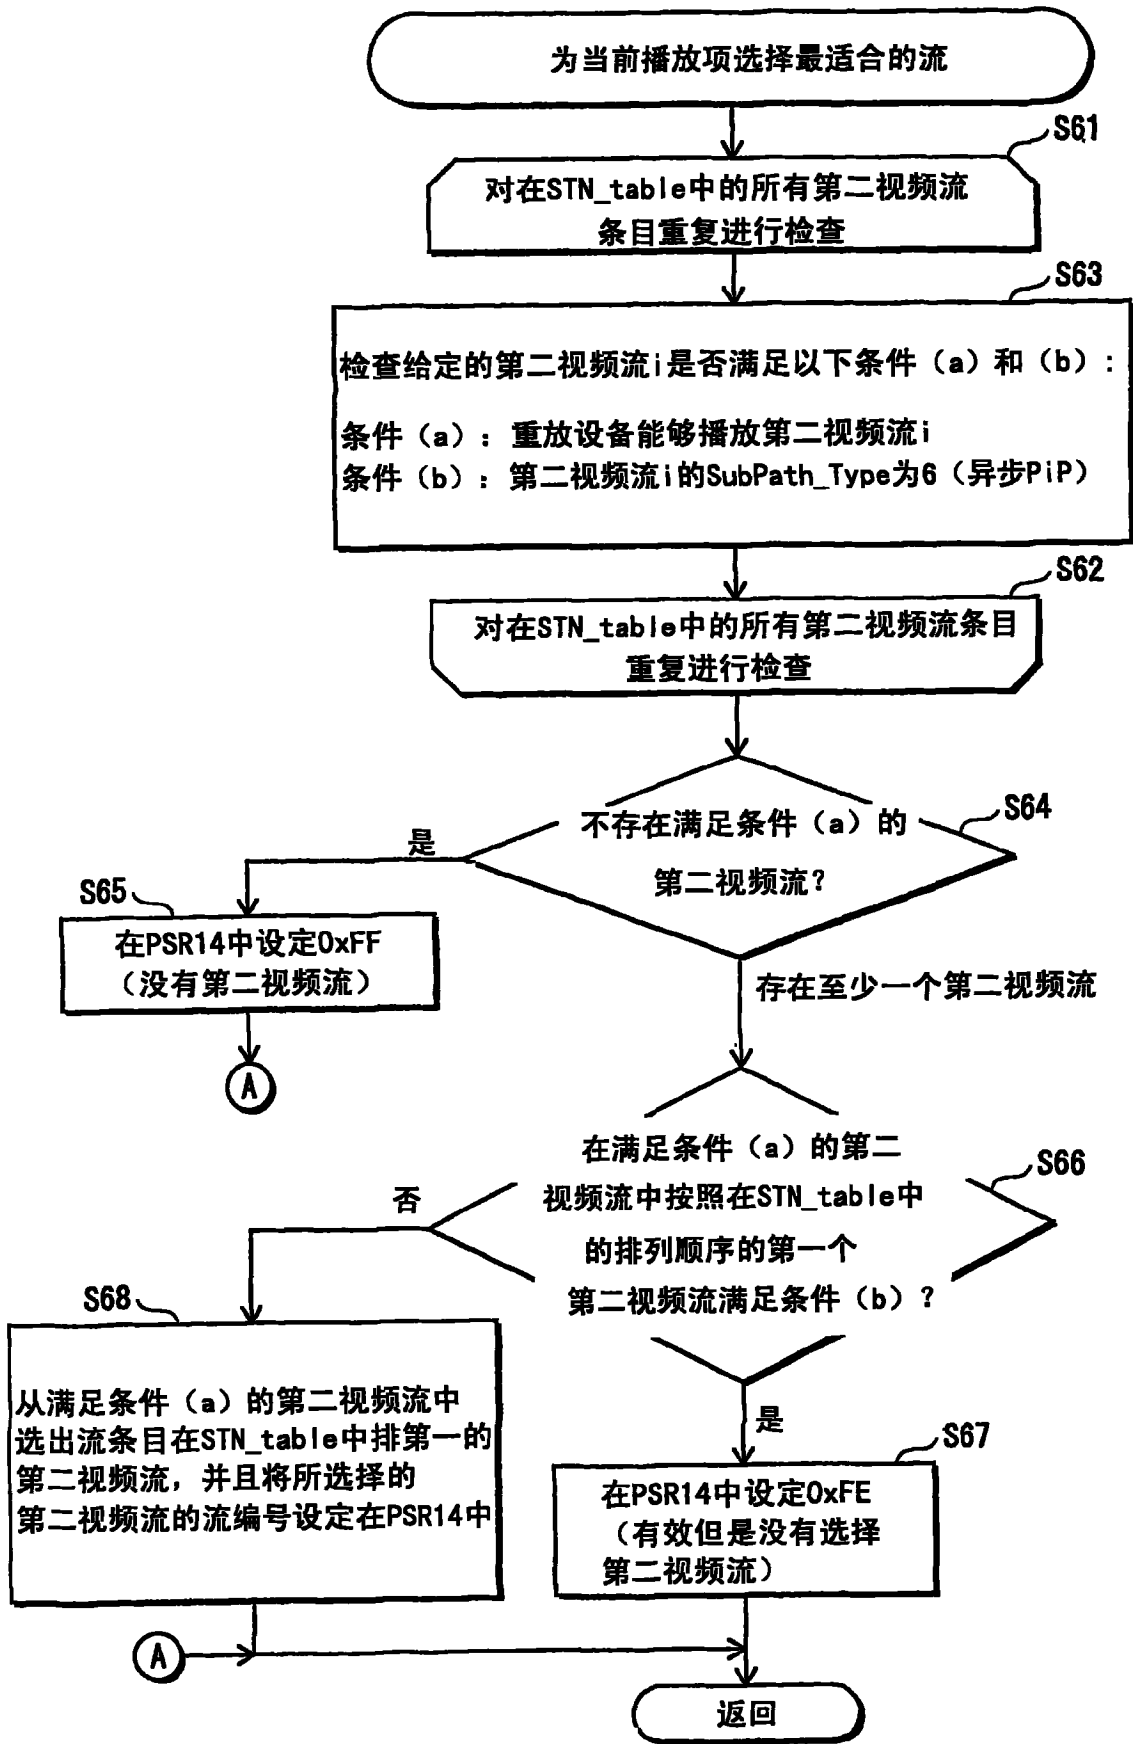 为当前播放项选择最适合的流
S61
对在STN_table中的所有第二视频流
条目重复进行检查
S63
检查给定的第二视频流i是否满足以下条件（a）和（b）:
条件（a）: 重放设备能够播放第二视频流i
条件（b）: 第二视频流i的SubPath_Type为6（异步PiP）
S62
对在STN_table中的所有第二视频流条目
重复进行检查
S64
不存在满足条件（a）的
第二视频流?
是
S65
在PSR14中设定0xFF
（没有第二视频流）
A
存在至少一个第二视频流
S66
在满足条件（a）的第二
视频流中按照在STN_table中
的排列顺序的第一个
第二视频流满足条件（b）?
否
S68
从满足条件（a）的第二视频流中
选出流条目在STN_table中排第一的
第二视频流，并且将所选择的
第二视频流的流编号设定在PSR14中
是
S67
在PSR14中设定0xFE
（有效但是没有选择
第二视频流）
A
返回